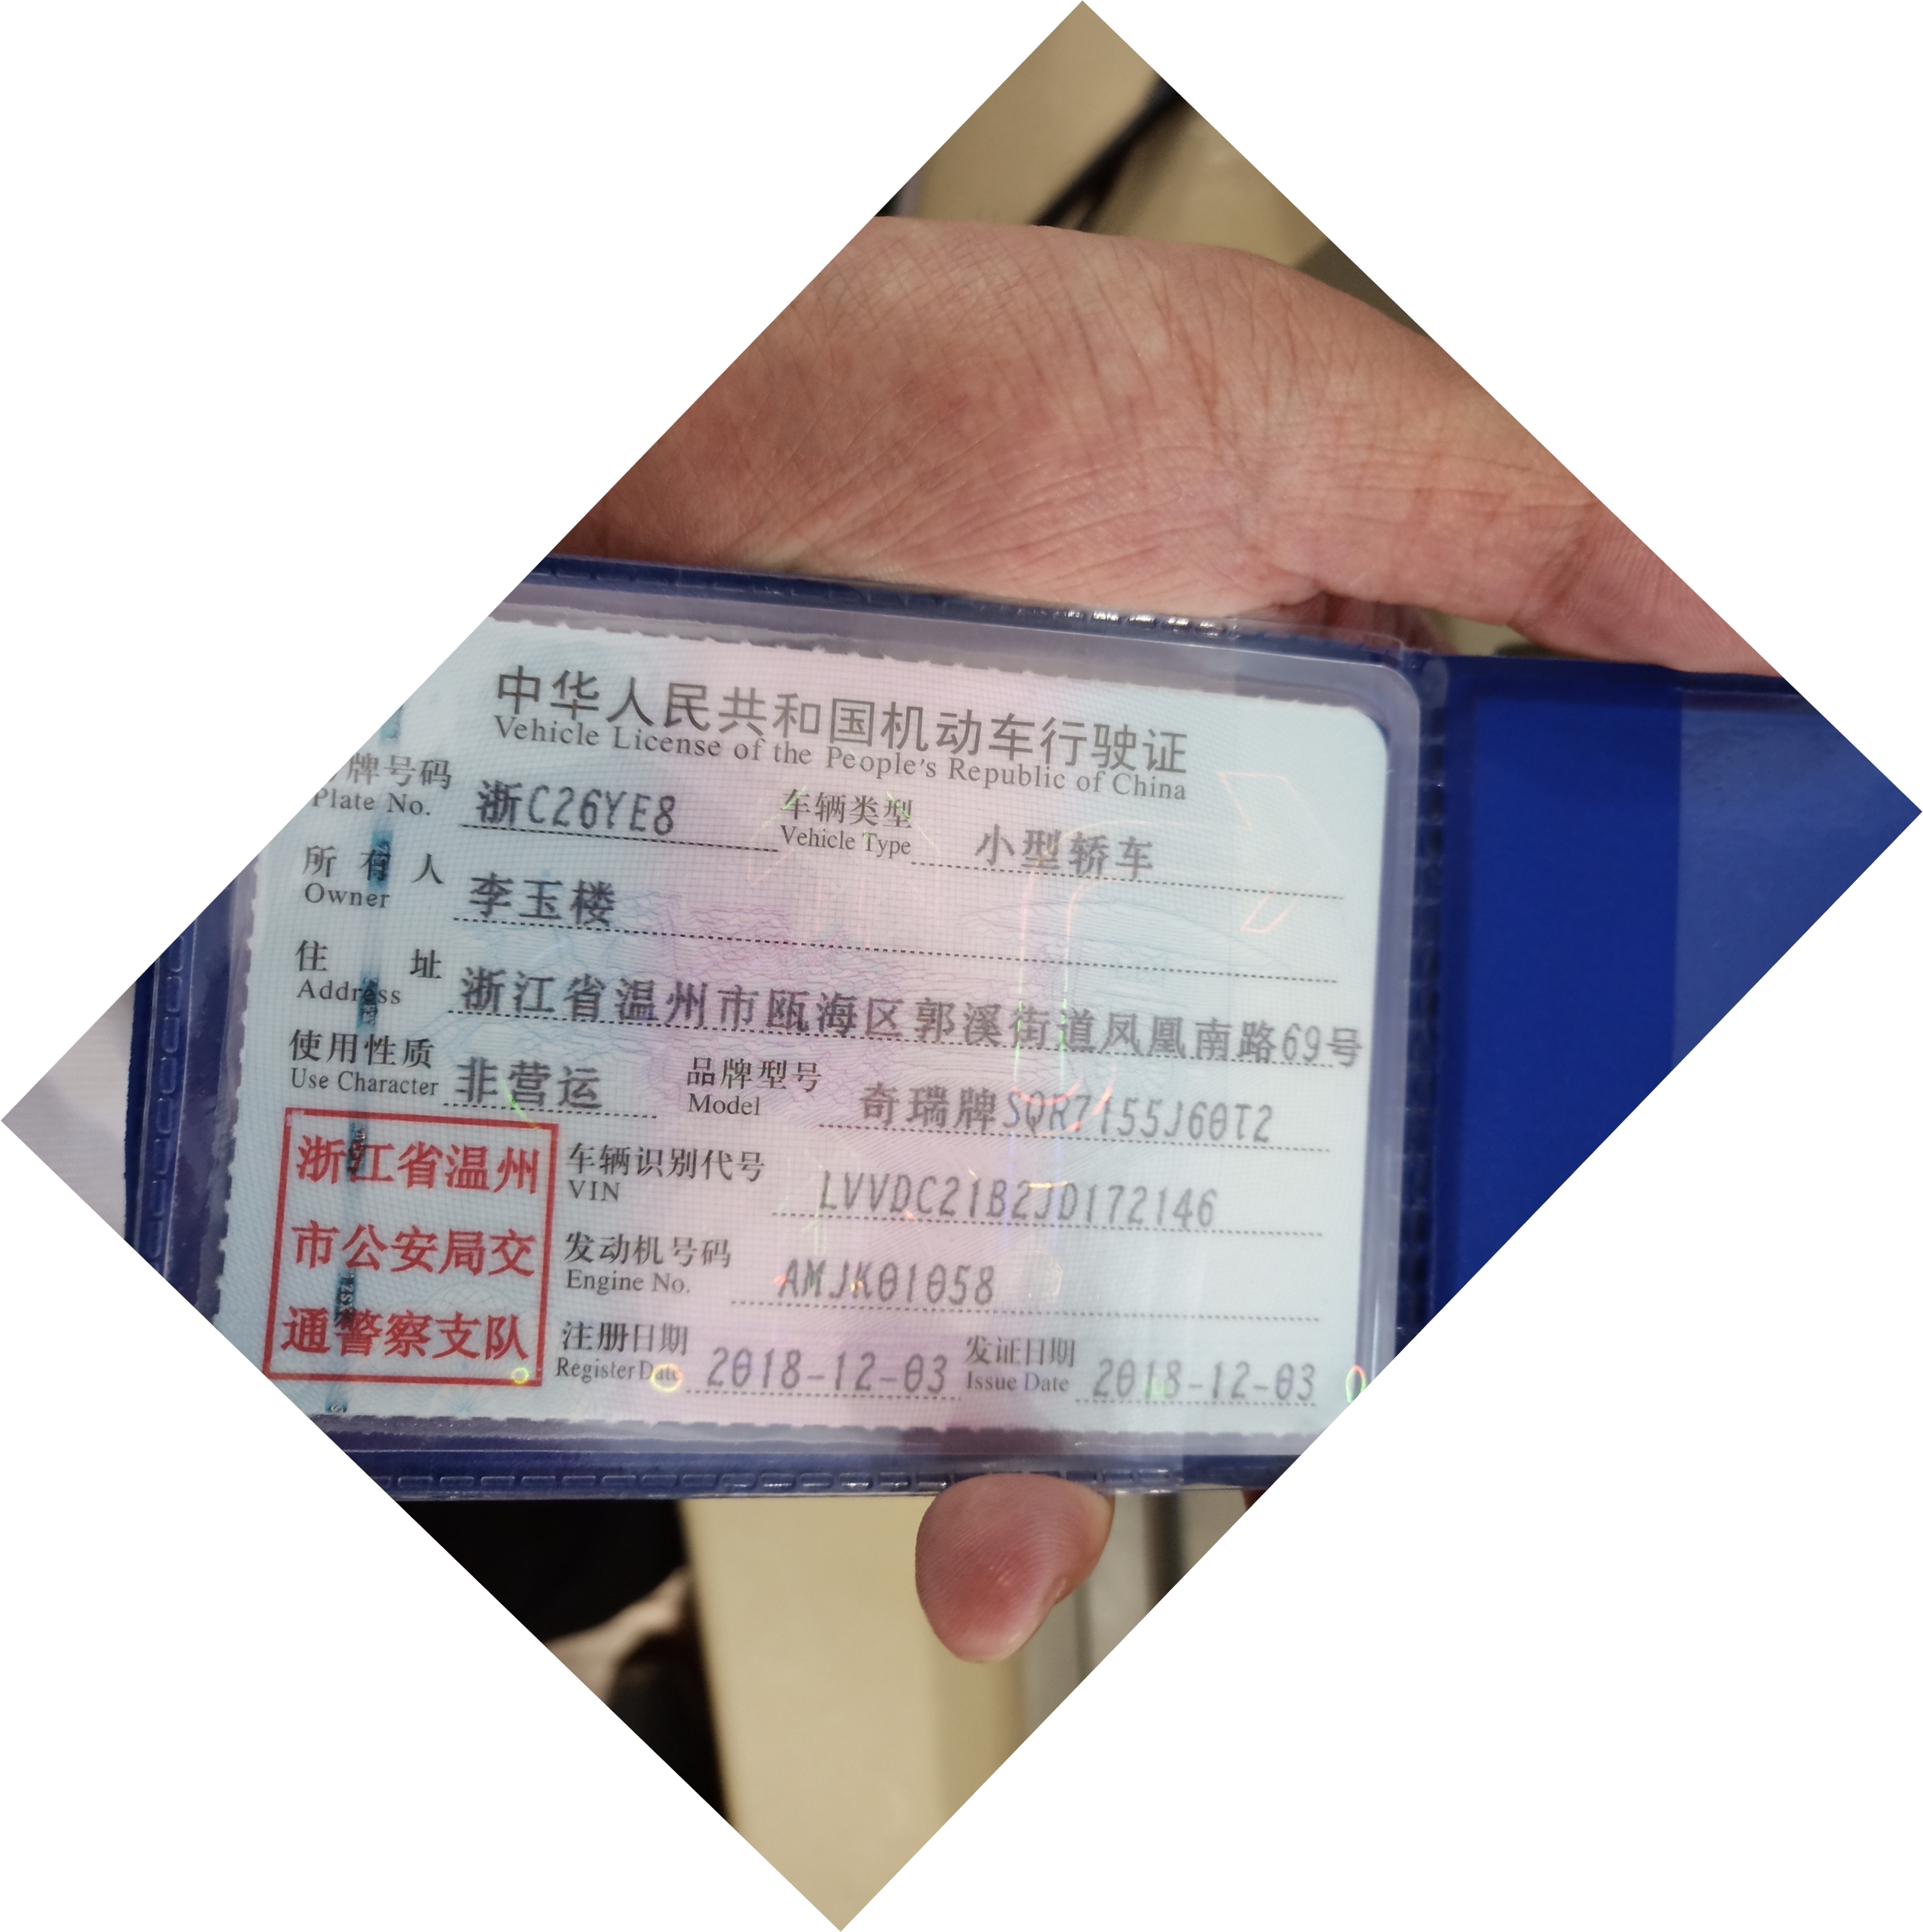 中华人民共和国机动车行驶证
Vehicle License of the People's Republic of China
牌号码 浙C26YE8 车辆类型 小型轿车
Plate No. Vehicle Type
所有人 李玉楼
Owner
住址 浙江省温州市瓯海区郭溪街道凤凰南路69号
Address
使用性质 非营运 品牌型号 奇瑞牌SQR7155J60T2
Use Character Model
浙江省温州
市公安局交
通警察支队
车辆识别代号 LVVDC21B2JD172146
VIN
发动机号码 AMJK01058
Engine No.
注册日期 2018-12-03 发证日期 2018-12-03
Register Date Issue Date